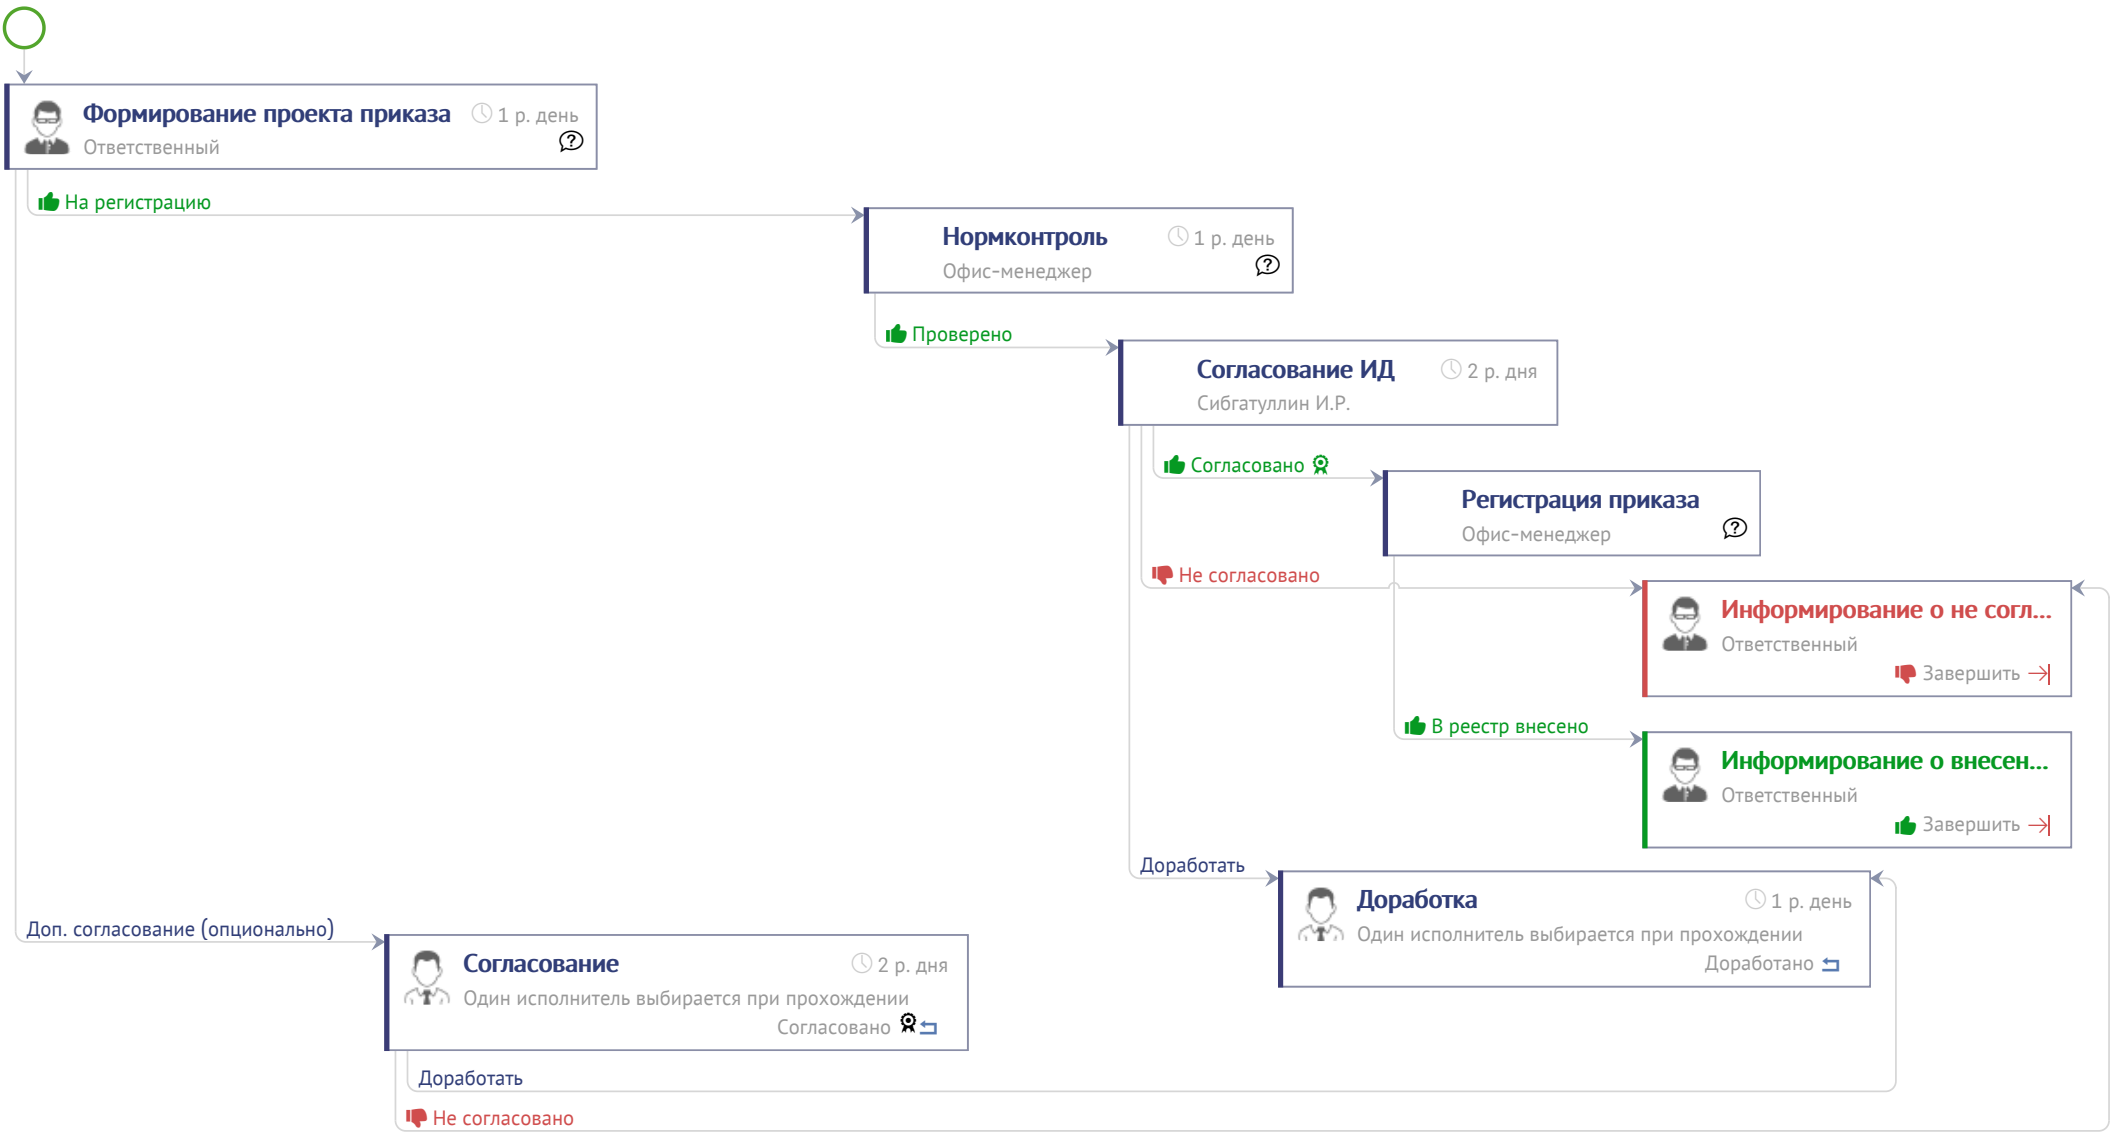 Формирование проекта приказа 1 р. день
Ответственный
На регистрацию
Нормконтроль 1 р. день
Офис-менеджер
Проверено
Согласование ИД 2 р. дня
Сибгатуллин И.Р.
Согласовано
Регистрация приказа
Офис-менеджер
Не согласовано
Информирование о не согл...
Ответственный
Завершить
В реестр внесено
Информирование о внесен...
Ответственный
Завершить
Доработать
Доработка 1 р. день
Один исполнитель выбирается при прохождении
Доработано
Доп. согласование (опционально)
Согласование 2 р. дня
Один исполнитель выбирается при прохождении
Согласовано
Доработать
Не согласовано